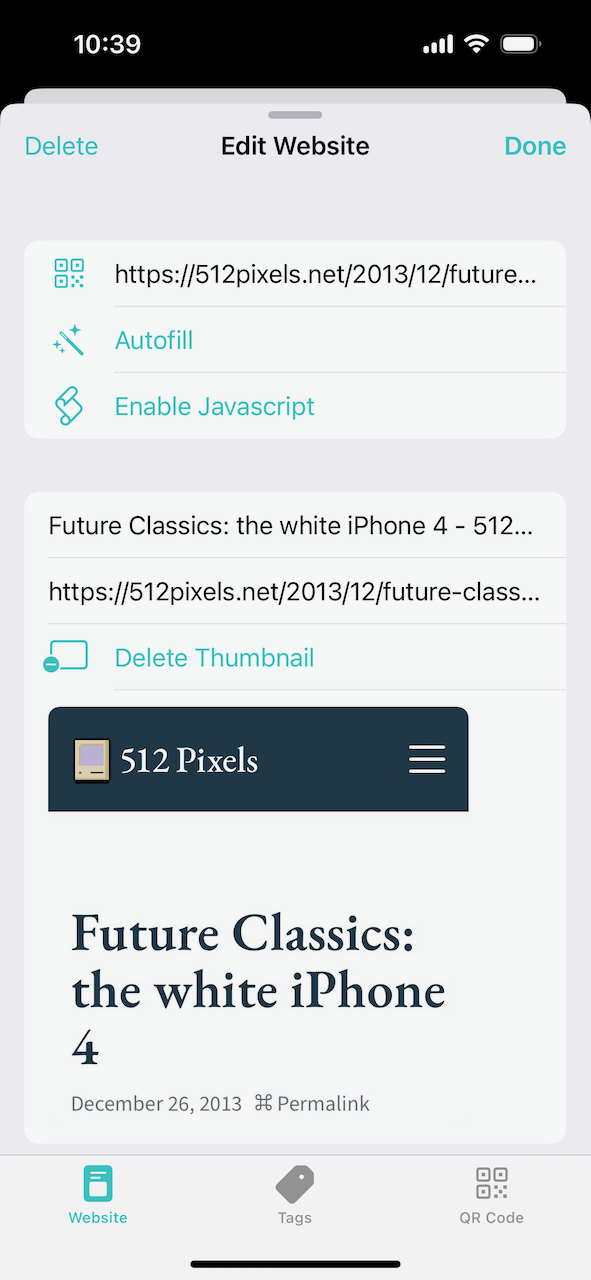 10:39
Delete Edit Website Done
https://512pixels.net/2013/12/future...
Autofill
Enable Javascript
Future Classics: the white iPhone 4 - 512...
https://512pixels.net/2013/12/future-class...
Delete Thumbnail
512 Pixels
Future Classics:
the white iPhone
4
December 26, 2013 ⌘ Permalink
Website Tags QR Code